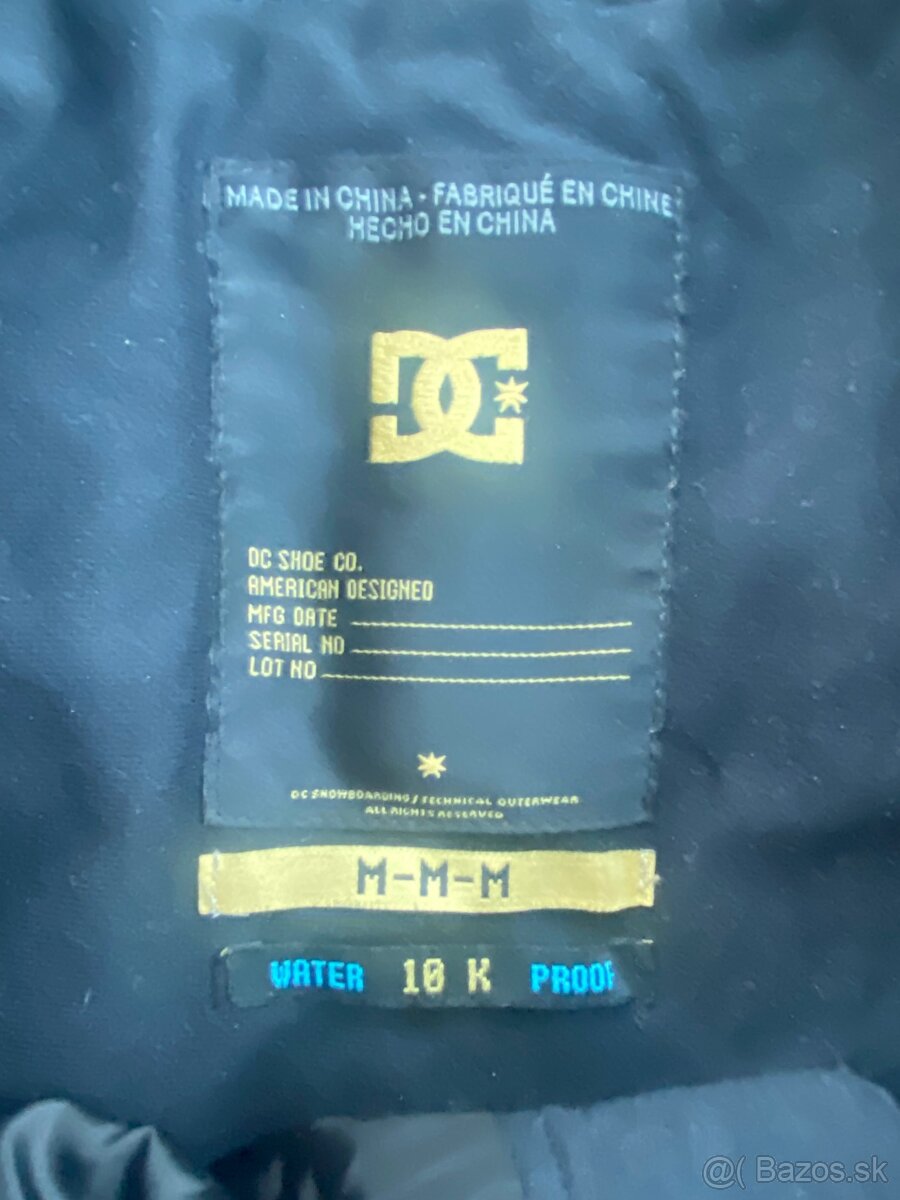 MADE IN CHINA - FABRIQUÉ EN CHINE
HECHO EN CHINA
DC
DC SHOE CO.
AMERICAN DESIGNED
MFG DATE
SERIAL NO
LOT NO
DC SNOWBOARDING / TECHNICAL OUTERWEAR
ALL RIGHTS RESERVED
M-M-M
WATER 10 K PROOF
@( Bazos.sk